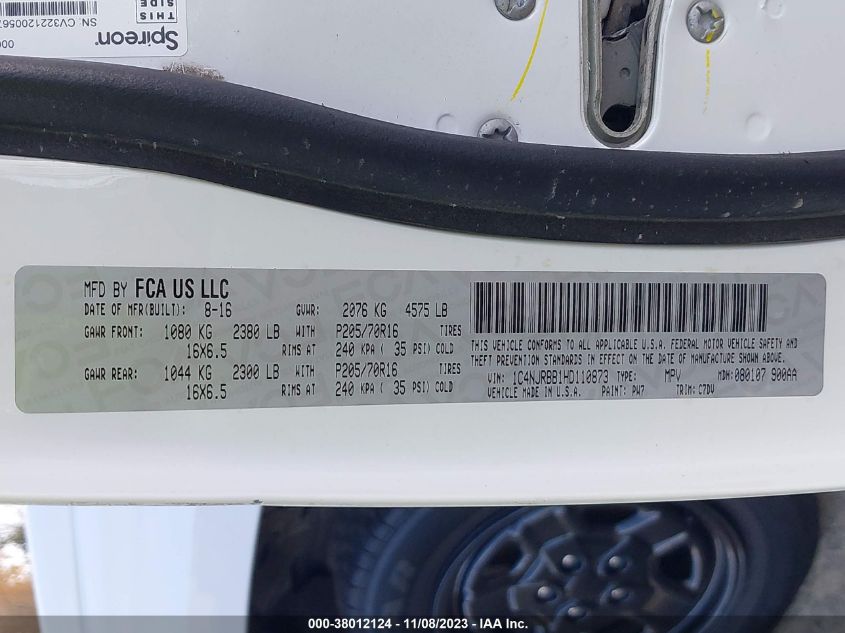 Spireon
THIS
SIDE
MFD BY FCA US LLC
DATE OF MFR(BUILT): 8-16 GVWR: 2076 KG 4575 LB
GAWR FRONT: 1080 KG 2380 LB WITH P205/70R16 TIRES
16X6.5 RIMS AT 240 KPA ( 35 PSI) COLD
GAWR REAR: 1044 KG 2300 LB WITH P205/70R16 TIRES
16X6.5 RIMS AT 240 KPA ( 35 PSI) COLD
THIS VEHICLE CONFORMS TO ALL APPLICABLE U.S.A. FEDERAL MOTOR VEHICLE SAFETY AND
THEFT PREVENTION STANDARDS IN EFFECT ON THE DATE OF MANUFACTURE SHOWN ABOVE.
VIN: 1C4NJRBB1HD110873 TYPE: MPV MDH: 080107 900AA
VEHICLE MADE IN U.S.A. PAINT: PW7 TRIM: C7DV
000-38012124 - 11/08/2023 - iaai.com